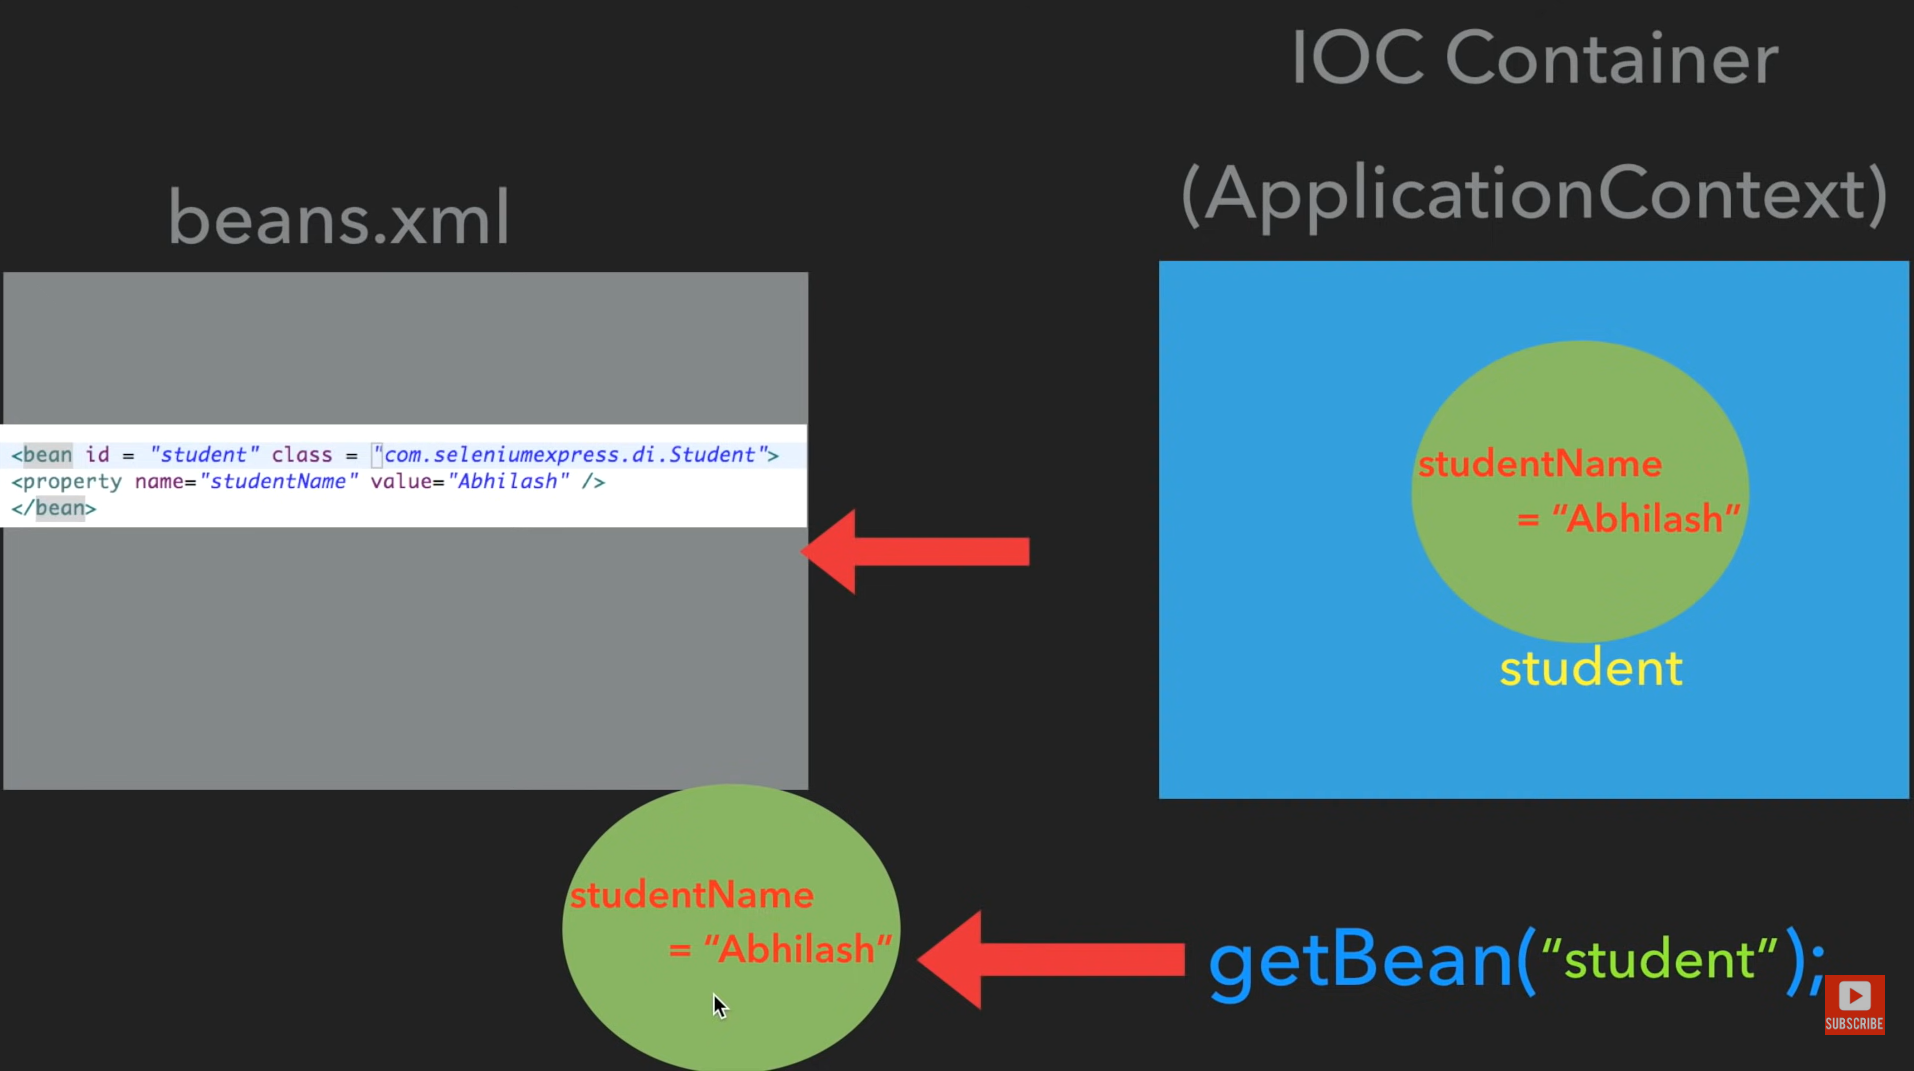 IOC Container
(ApplicationContext)
beans.xml
<bean id = "student" class = "com.seleniumexpress.di.Student">
<property name="studentName" value="Abhilash" />
</bean>
studentName
= “Abhilash”
student
studentName
= “Abhilash”
getBean(“student”);
SUBSCRIBE